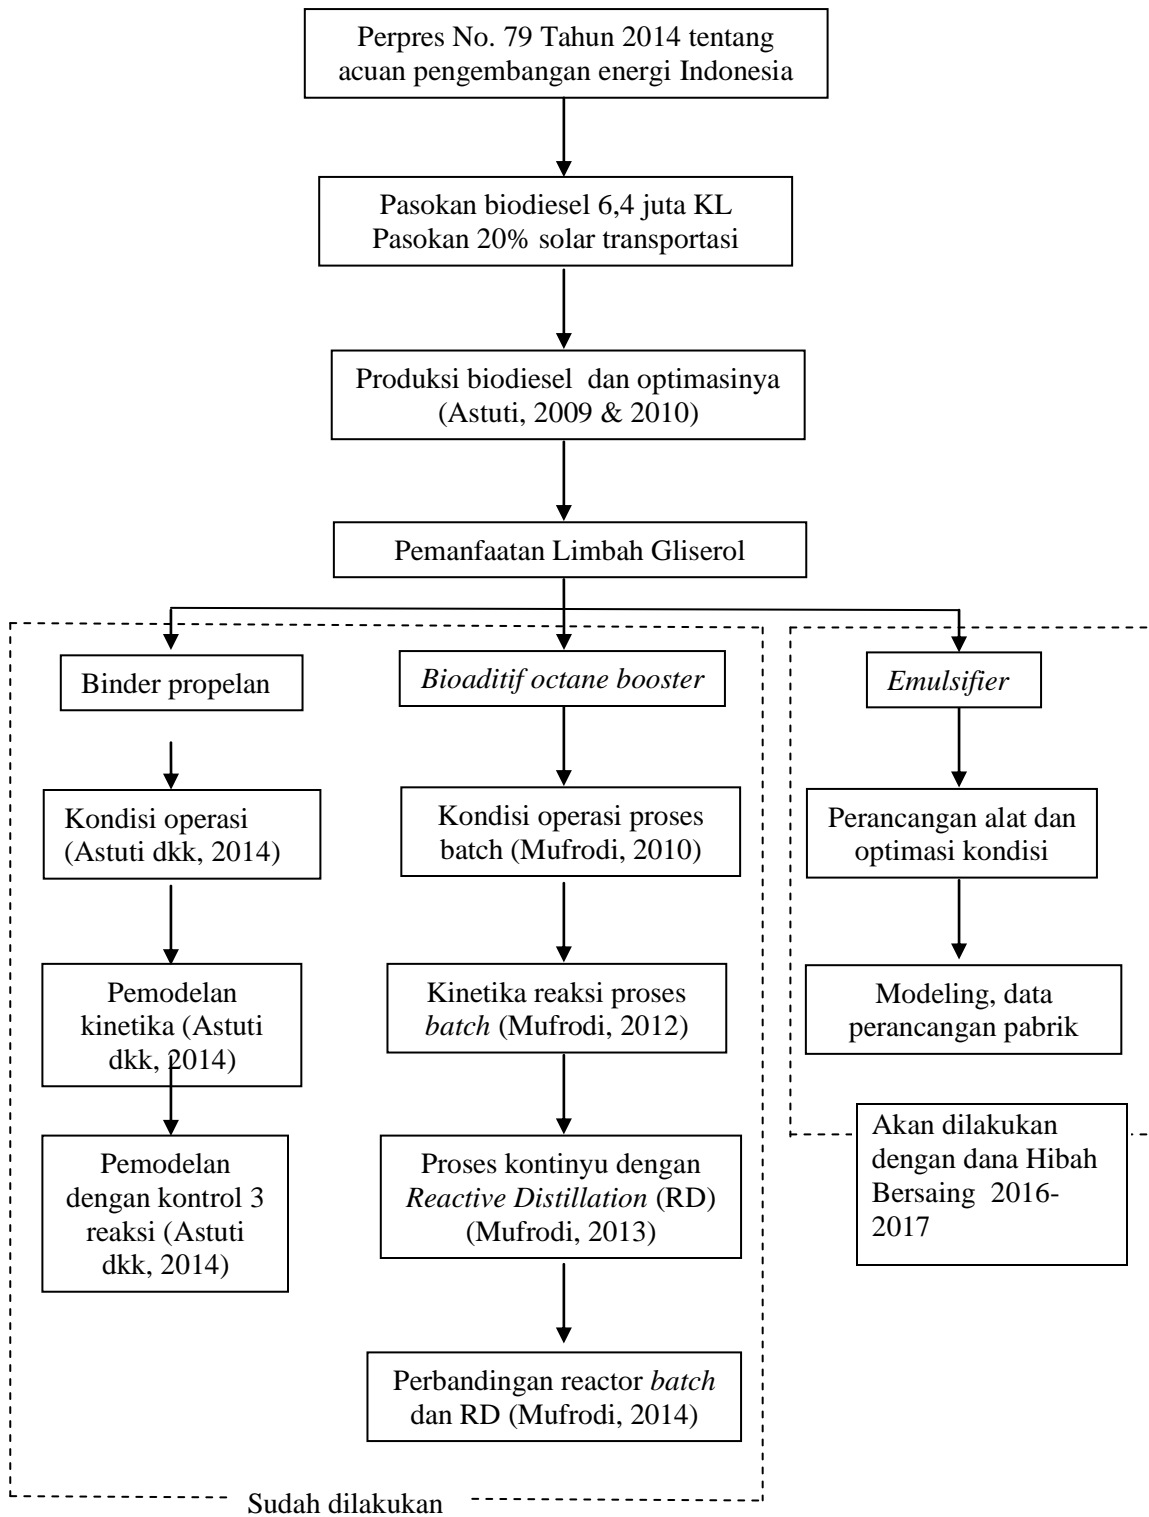 Perpres No. 79 Tahun 2014 tentang
acuan pengembangan energi Indonesia
Pasokan biodiesel 6,4 juta KL
Pasokan 20% solar transportasi
Produksi biodiesel dan optimasinya
(Astuti, 2009 & 2010)
Pemanfaatan Limbah Gliserol
Binder propelan
Kondisi operasi
(Astuti dkk, 2014)
Pemodelan
kinetika (Astuti
dkk, 2014)
Pemodelan
dengan kontrol 3
reaksi (Astuti
dkk, 2014)
Bioaditif octane booster
Kondisi operasi proses
batch (Mufrodi, 2010)
Kinetika reaksi proses
batch (Mufrodi, 2012)
Proses kontinyu dengan
Reactive Distillation (RD)
(Mufrodi, 2013)
Perbandingan reactor batch
dan RD (Mufrodi, 2014)
Sudah dilakukan
Emulsifier
Perancangan alat dan
optimasi kondisi
Modeling, data
perancangan pabrik
Akan dilakukan
dengan dana Hibah
Bersaing 2016-
2017